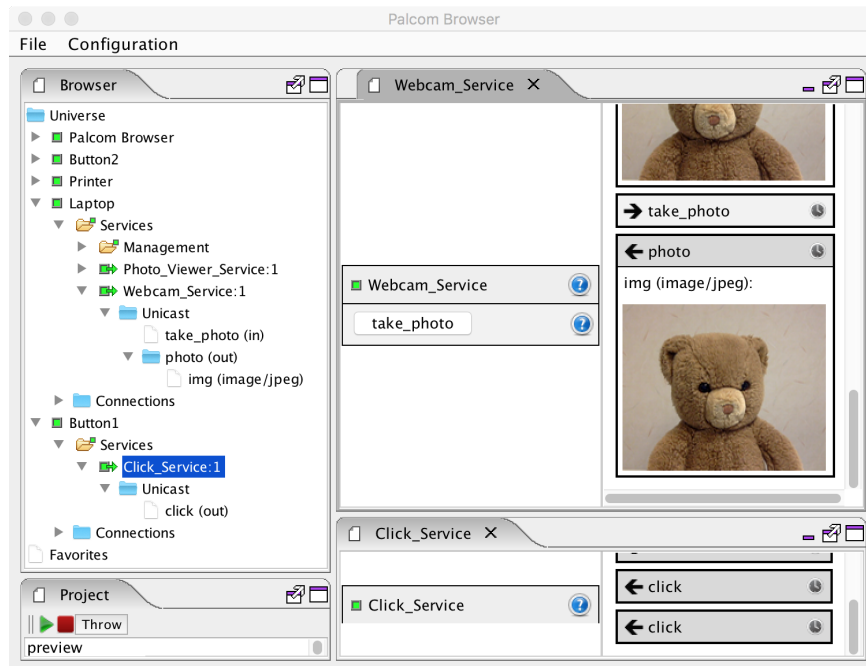 Palcom Browser
File Configuration
Browser
Universe
Palcom Browser
Button2
Printer
Laptop
Services
Management
Photo_Viewer_Service:1
Webcam_Service:1
Unicast
take_photo (in)
photo (out)
img (image/jpeg)
Connections
Button1
Services
Click_Service:1
Unicast
click (out)
Connections
Favorites
Project
Throw
preview
Webcam_Service
Webcam_Service
take_photo
take_photo
photo
img (image/jpeg):
Click_Service
Click_Service
click
click